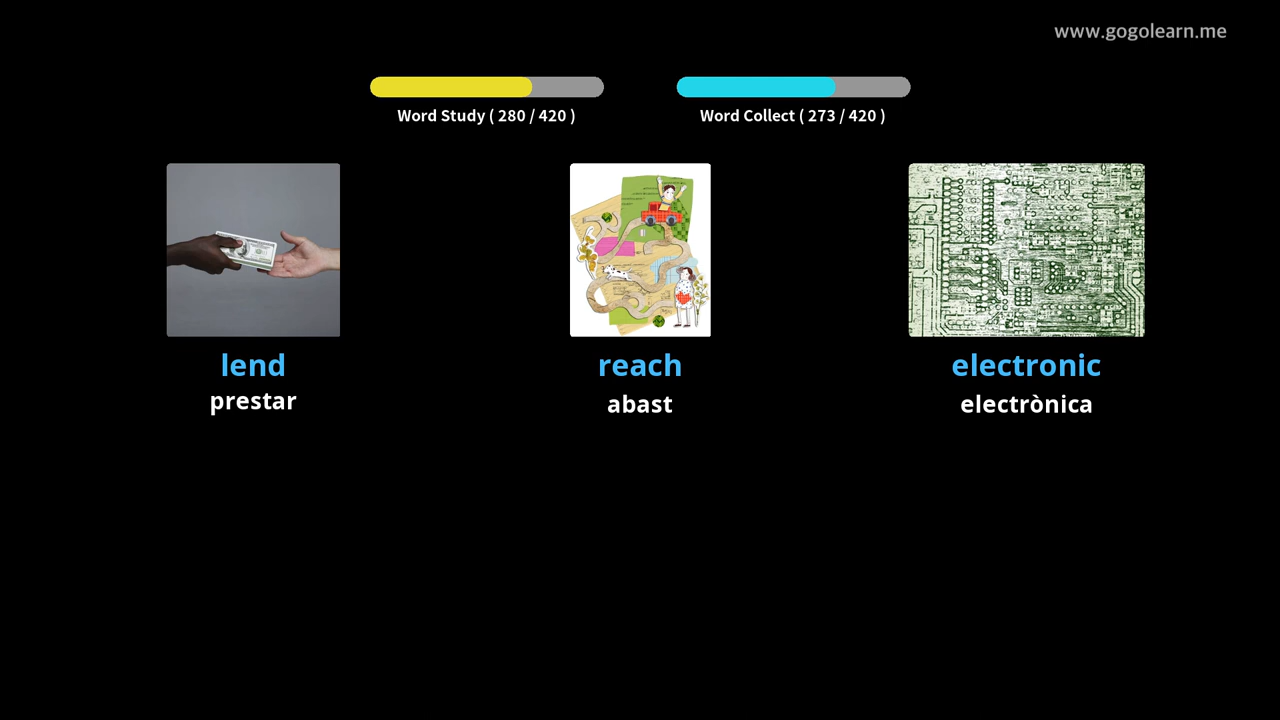 www.gogolearn.me
Word Study ( 280 / 420 )
Word Collect ( 273 / 420 )
lend
reach
electronic
prestar
abast
electrònica